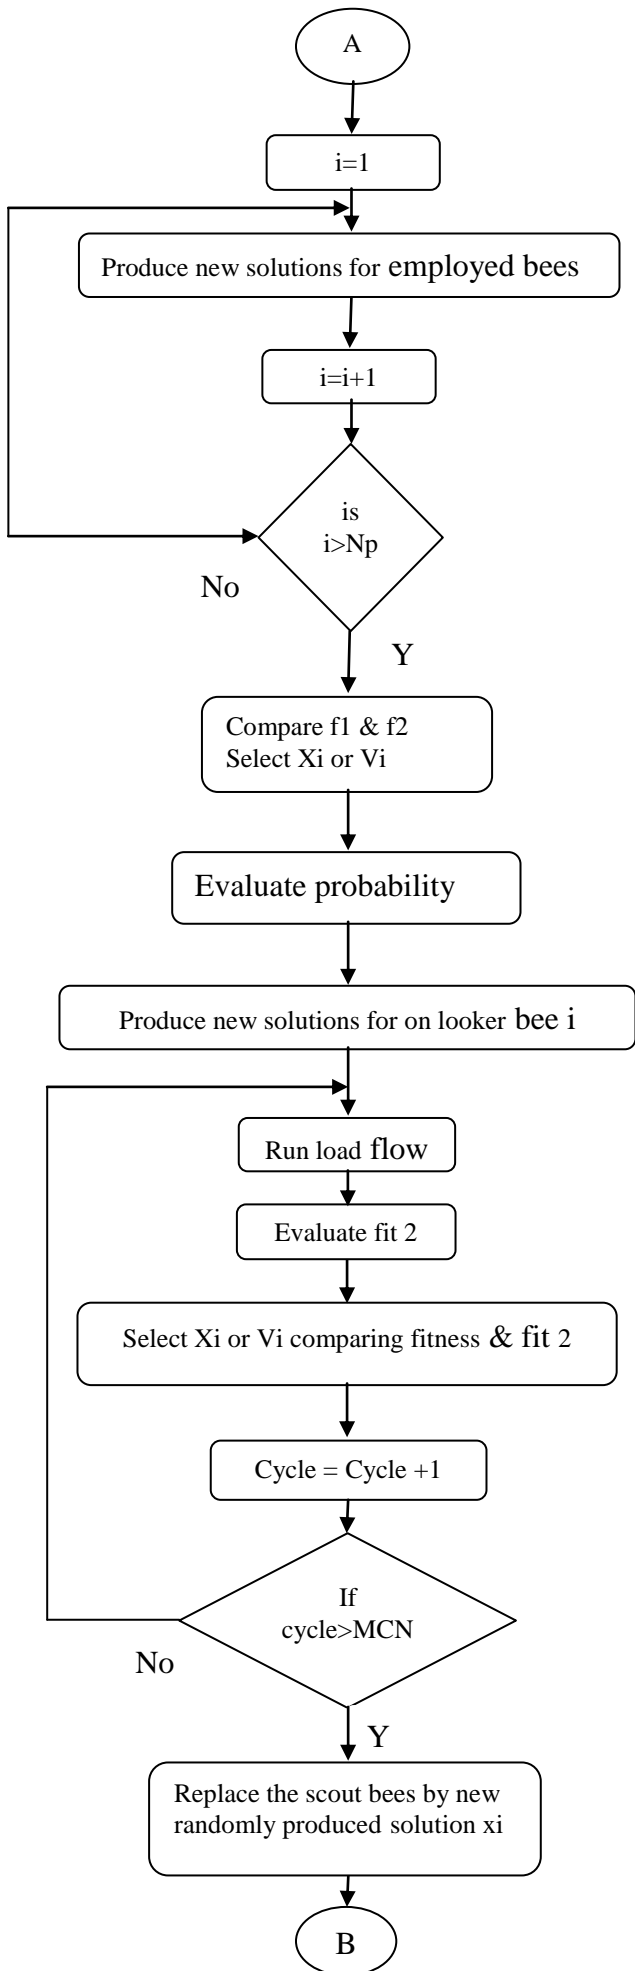 A
i=1
Produce new solutions for employed bees
i=i+1
is
i>Np
No
Y
Compare f1 & f2
Select Xi or Vi
Evaluate probability
Produce new solutions for on looker bee i
Run load flow
Evaluate fit 2
Select Xi or Vi comparing fitness & fit 2
Cycle = Cycle +1
If
cycle>MCN
No
Y
Replace the scout bees by new
randomly produced solution xi
B